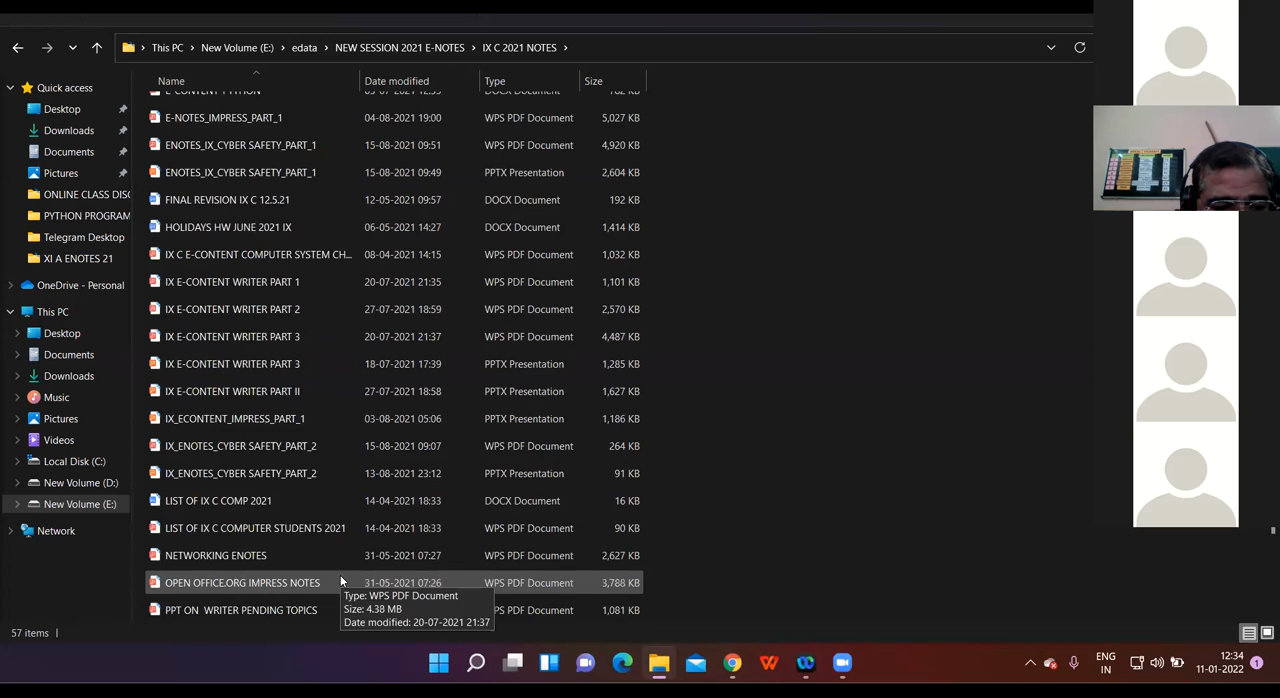 This PC > New Volume (E:) > edata > NEW SESSION 2021 E-NOTES > IX C 2021 NOTES >
Name Date modified Type Size
E-NOTES_IMPRESS_PART_1 04-08-2021 19:00 WPS PDF Document 5,027 KB
ENOTES_IX_CYBER SAFETY_PART_1 15-08-2021 09:51 WPS PDF Document 4,920 KB
ENOTES_IX_CYBER SAFETY_PART_1 15-08-2021 09:49 PPTX Presentation 2,604 KB
FINAL REVISION IX C 12.5.21 12-05-2021 09:57 DOCX Document 192 KB
HOLIDAYS HW JUNE 2021 IX 06-05-2021 14:27 DOCX Document 1,414 KB
IX C E-CONTENT COMPUTER SYSTEM CH... 08-04-2021 14:15 WPS PDF Document 1,032 KB
IX E-CONTENT WRITER PART 1 20-07-2021 21:35 WPS PDF Document 1,101 KB
IX E-CONTENT WRITER PART 2 27-07-2021 18:59 WPS PDF Document 2,570 KB
IX E-CONTENT WRITER PART 3 20-07-2021 21:37 WPS PDF Document 4,487 KB
IX E-CONTENT WRITER PART 3 18-07-2021 17:39 PPTX Presentation 1,285 KB
IX E-CONTENT WRITER PART II 27-07-2021 18:58 PPTX Presentation 1,627 KB
IX_ECONTENT_IMPRESS_PART_1 03-08-2021 05:06 PPTX Presentation 1,186 KB
IX_ENOTES_CYBER SAFETY_PART_2 15-08-2021 09:07 WPS PDF Document 264 KB
IX_ENOTES_CYBER SAFETY_PART_2 13-08-2021 23:12 PPTX Presentation 91 KB
LIST OF IX C COMP 2021 14-04-2021 18:33 DOCX Document 16 KB
LIST OF IX C COMPUTER STUDENTS 2021 14-04-2021 18:33 WPS PDF Document 90 KB
NETWORKING ENOTES 31-05-2021 07:27 WPS PDF Document 2,627 KB
OPEN OFFICE.ORG IMPRESS NOTES 31-05-2021 07:26 WPS PDF Document 3,788 KB
PPT ON WRITER PENDING TOPICS PS PDF Document 1,081 KB
Type: WPS PDF Document
Size: 4.38 MB
Date modified: 20-07-2021 21:37
Quick access
Desktop
Downloads
Documents
Pictures
ONLINE CLASS DISC
PYTHON PROGRAM
Telegram Desktop
XI A ENOTES 21
OneDrive - Personal
This PC
Desktop
Documents
Downloads
Music
Pictures
Videos
Local Disk (C:)
New Volume (D:)
New Volume (E:)
Network
57 items
ENG
IN
12:34
11-01-2022
1